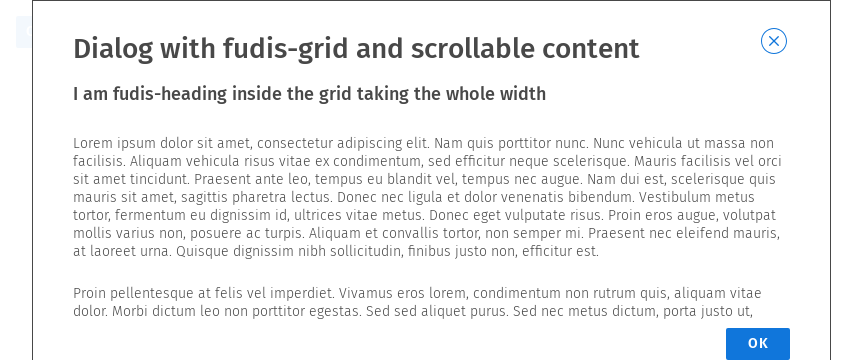 Dialog with fudis-grid and scrollable content
I am fudis-heading inside the grid taking the whole width
Lorem ipsum dolor sit amet, consectetur adipiscing elit. Nam quis porttitor nunc. Nunc vehicula ut massa non
facilisis. Aliquam vehicula risus vitae ex condimentum, sed efficitur neque scelerisque. Mauris facilisis vel orci
sit amet tincidunt. Praesent ante leo, tempus eu blandit vel, tempus nec augue. Nam dui est, scelerisque quis
mauris sit amet, sagittis pharetra lectus. Donec nec ligula et dolor venenatis bibendum. Vestibulum metus
tortor, fermentum eu dignissim id, ultrices vitae metus. Donec eget vulputate risus. Proin eros augue, volutpat
mollis varius non, posuere ac turpis. Aliquam et convallis tortor, non semper mi. Praesent nec eleifend mauris,
at laoreet urna. Quisque dignissim nibh sollicitudin, finibus justo non, efficitur est.
Proin pellentesque at felis vel imperdiet. Vivamus eros lorem, condimentum non rutrum quis, aliquam vitae
dolor. Morbi dictum leo non porttitor egestas. Sed sed aliquet purus. Sed nec metus dictum, porta justo ut,
OK